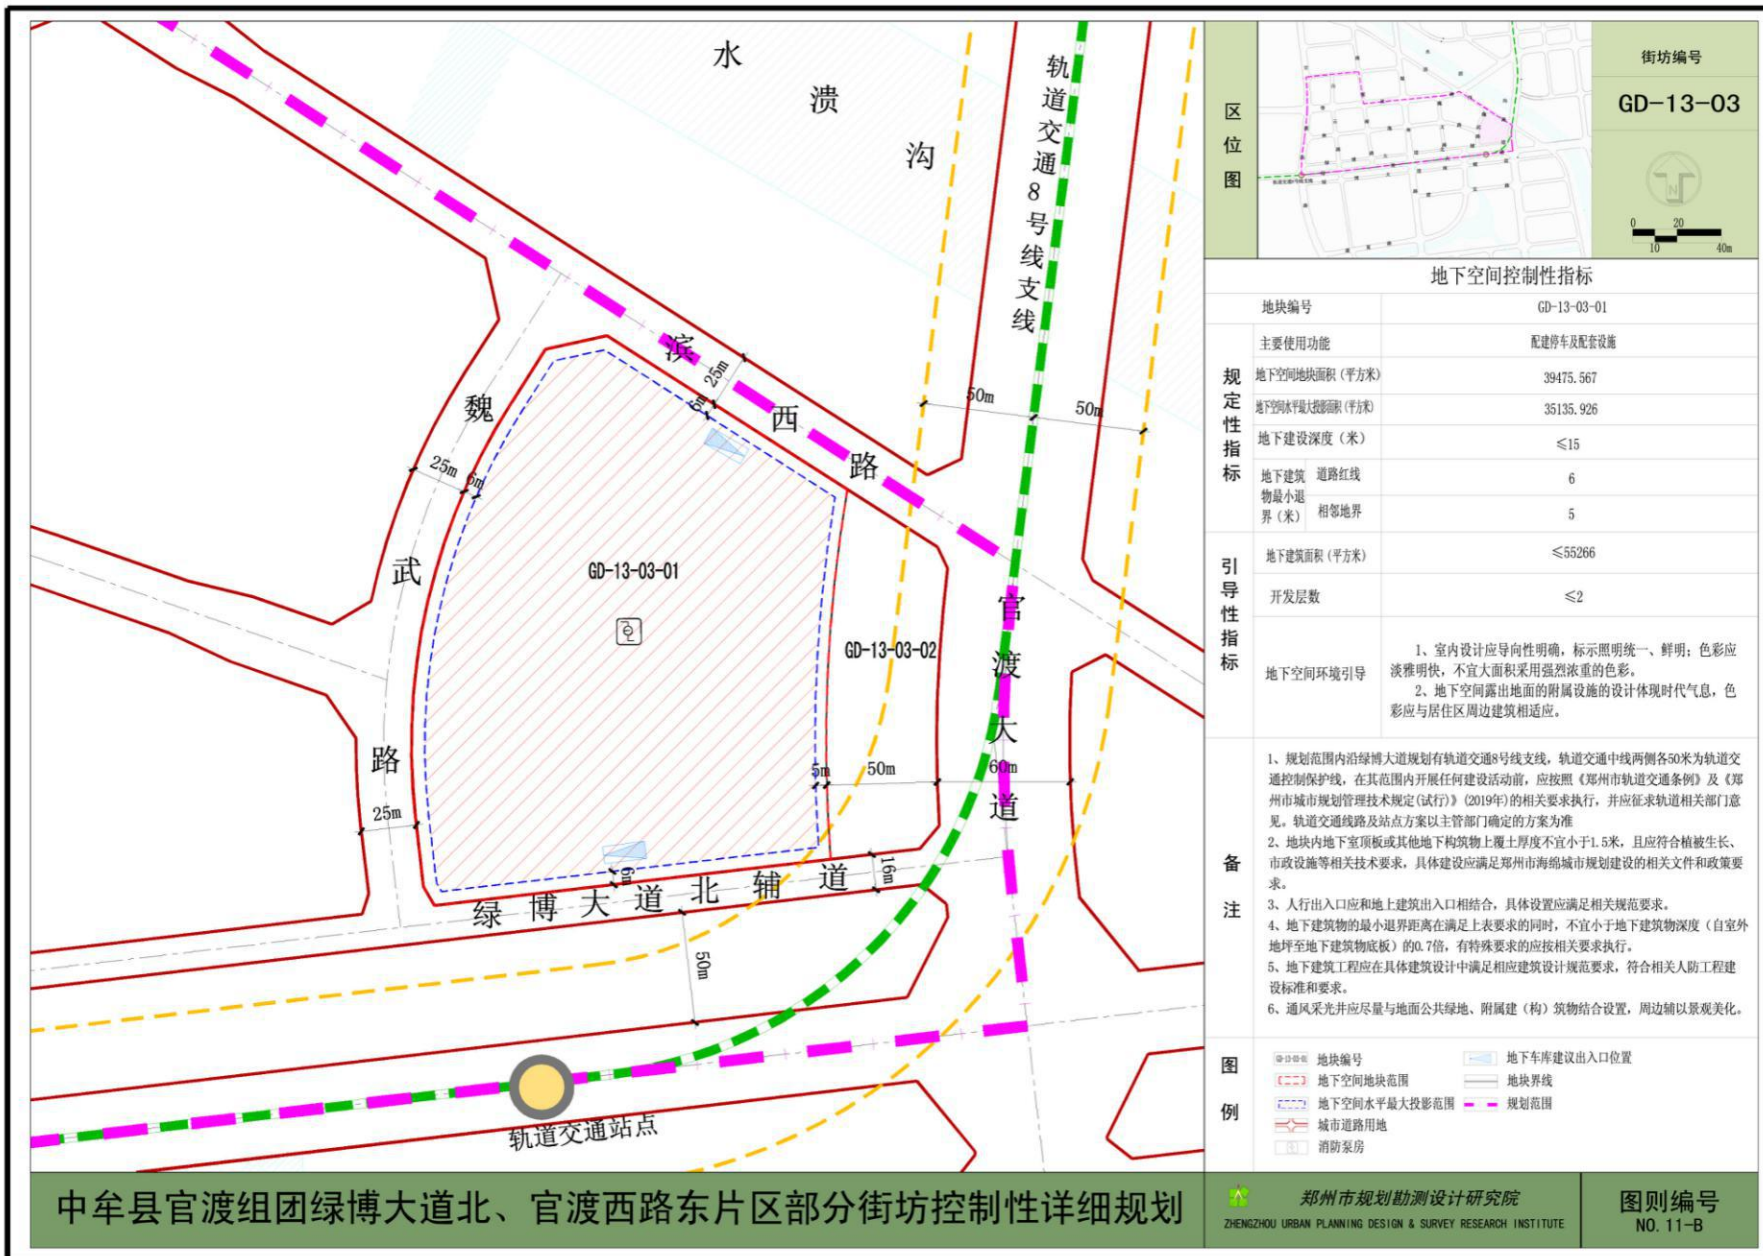 水溃沟
轨道交通8号线支线
滨西路
25m
6m
50m
50m
魏武路
25m
6m
GD-13-03-01
GD-13-03-02
官渡大道
5m
50m
60m
25m
6m
16m
绿博大道北辅道
50m
轨道交通站点
区位图
街坊编号
GD-13-03
N
0 20
10 40m
地下空间控制性指标
地块编号 GD-13-03-01
规定性指标
主要使用功能 配建停车及配套设施
地下空间地块面积（平方米） 39475.567
地下空间水平最大投影面积（平方米） 35135.926
地下建设深度（米） ≤15
地下建筑物最小退界（米）
道路红线 6
相邻地界 5
引导性指标
地下建筑面积（平方米） ≤55266
开发层数 ≤2
地下空间环境引导
1、室内设计应导向性明确，标示照明统一、鲜明；色彩应
淡雅明快，不宜大面积采用强烈浓重的色彩。
2、地下空间露出地面的附属设施的设计体现时代气息，色
彩应与居住区周边建筑相适应。
备注
1、规划范围内沿绿博大道规划有轨道交通8号线支线，轨道交通中线两侧各50米为轨道交
通控制保护线，在其范围内开展任何建设活动前，应按照《郑州市轨道交通条例》及《郑
州市城市规划管理技术规定(试行)》(2019年)的相关要求执行，并应征求轨道相关部门意
见。轨道交通线路及站点方案以主管部门确定的方案为准
2、地块内地下室顶板或其他地下构筑物上覆土厚度不宜小于1.5米，且应符合植被生长、
市政设施等相关技术要求，具体建设应满足郑州市海绵城市规划建设的相关文件和政策要
求。
3、人行出入口应和地上建筑出入口相结合，具体设置应满足相关规范要求。
4、地下建筑物的最小退界距离在满足上表要求的同时，不宜小于地下建筑物深度（自室外
地坪至地下建筑物底板）的0.7倍，有特殊要求的应按相关要求执行。
5、地下建筑工程应在具体建筑设计中满足相应建筑设计规范要求，符合相关人防工程建
设标准和要求。
6、通风采光井应尽量与地面公共绿地、附属建（构）筑物结合设置，周边辅以景观美化。
图例
地块编号
地下空间地块范围
地下空间水平最大投影范围
城市道路用地
消防泵房
地下车库建议出入口位置
地块界线
规划范围
中牟县官渡组团绿博大道北、官渡西路东片区部分街坊控制性详细规划
郑州市规划勘测设计研究院
ZHENGZHOU URBAN PLANNING DESIGN & SURVEY RESEARCH INSTITUTE
图则编号
NO. 11-B